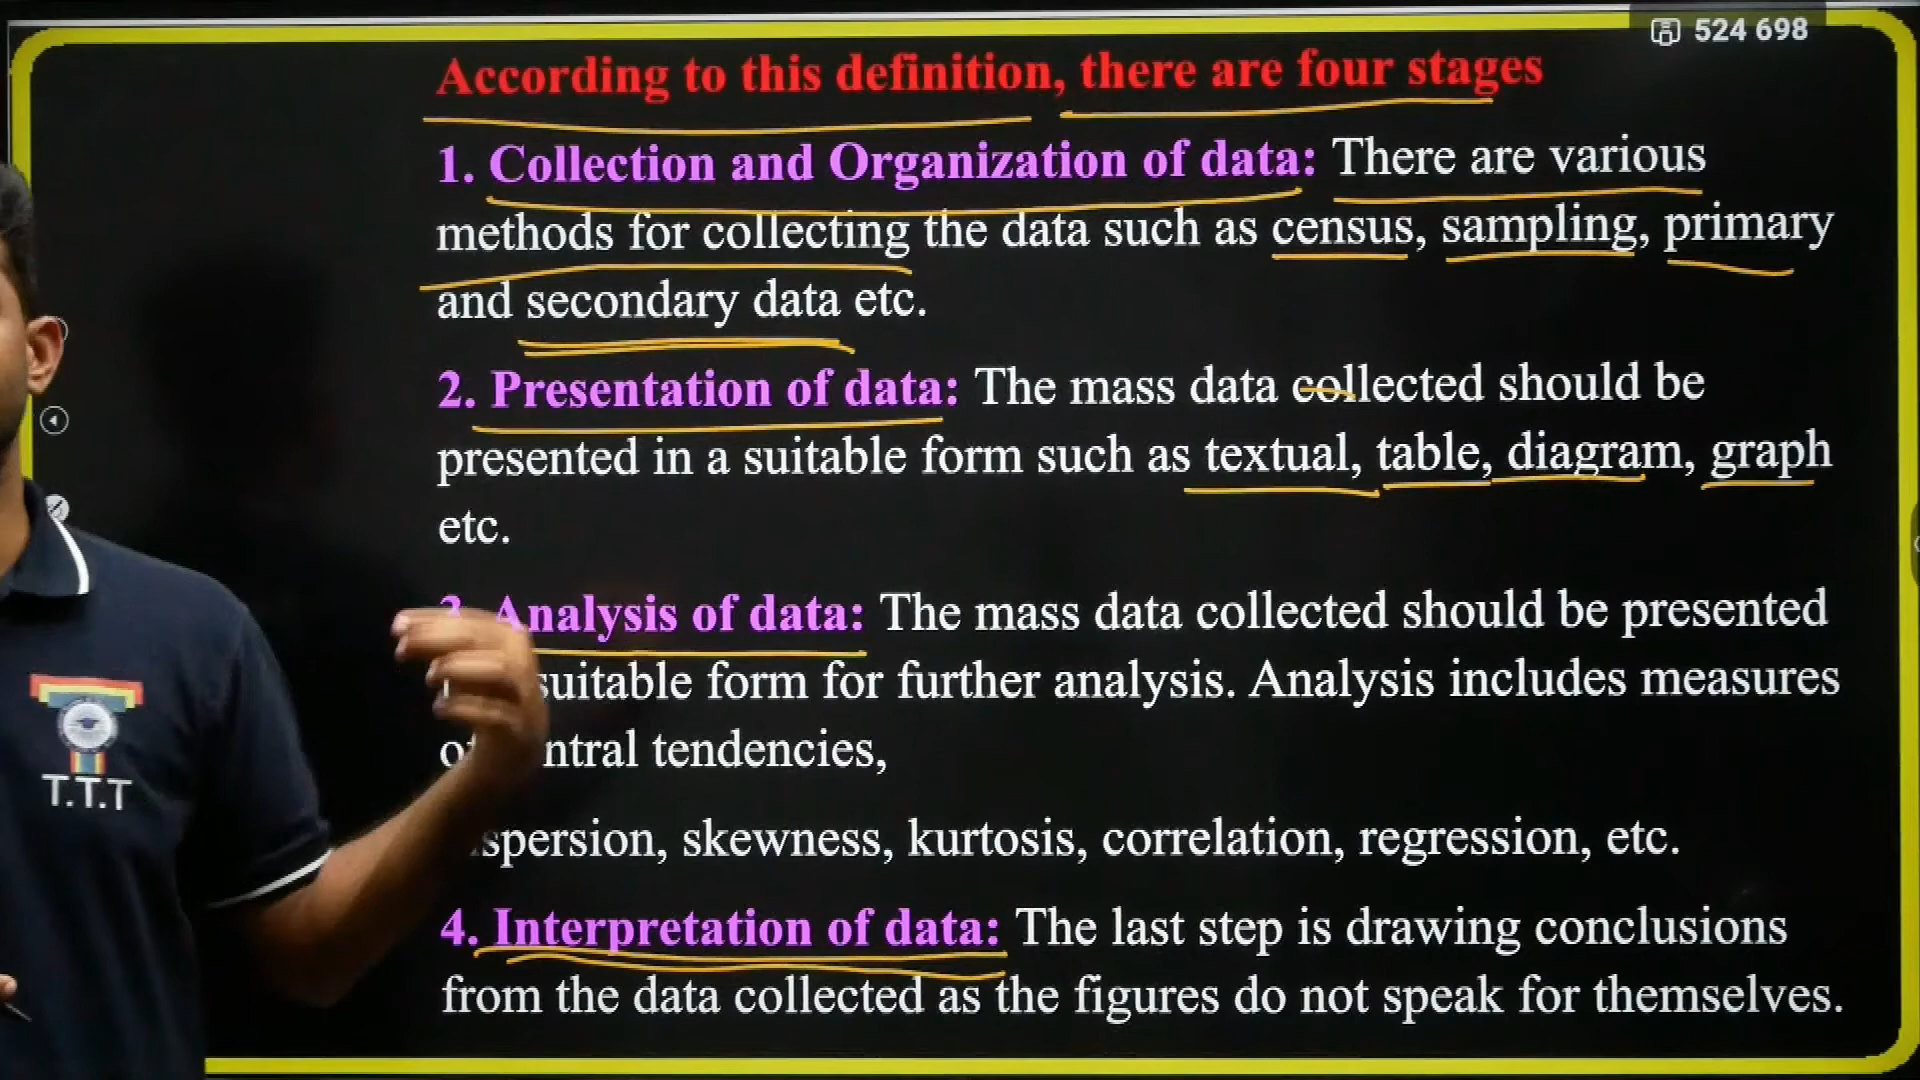 524 698
According to this definition, there are four stages
1. Collection and Organization of data: There are various
methods for collecting the data such as census, sampling, primary
and secondary data etc.
2. Presentation of data: The mass data collected should be
presented in a suitable form such as textual, table, diagram, graph
etc.
3. Analysis of data: The mass data collected should be presented
suitable form for further analysis. Analysis includes measures
tendencies,
skewness, kurtosis, correlation, regression, etc.
4. Interpretation of data: The last step is drawing conclusions
from the data collected as the figures do not speak for themselves.
T.T.T